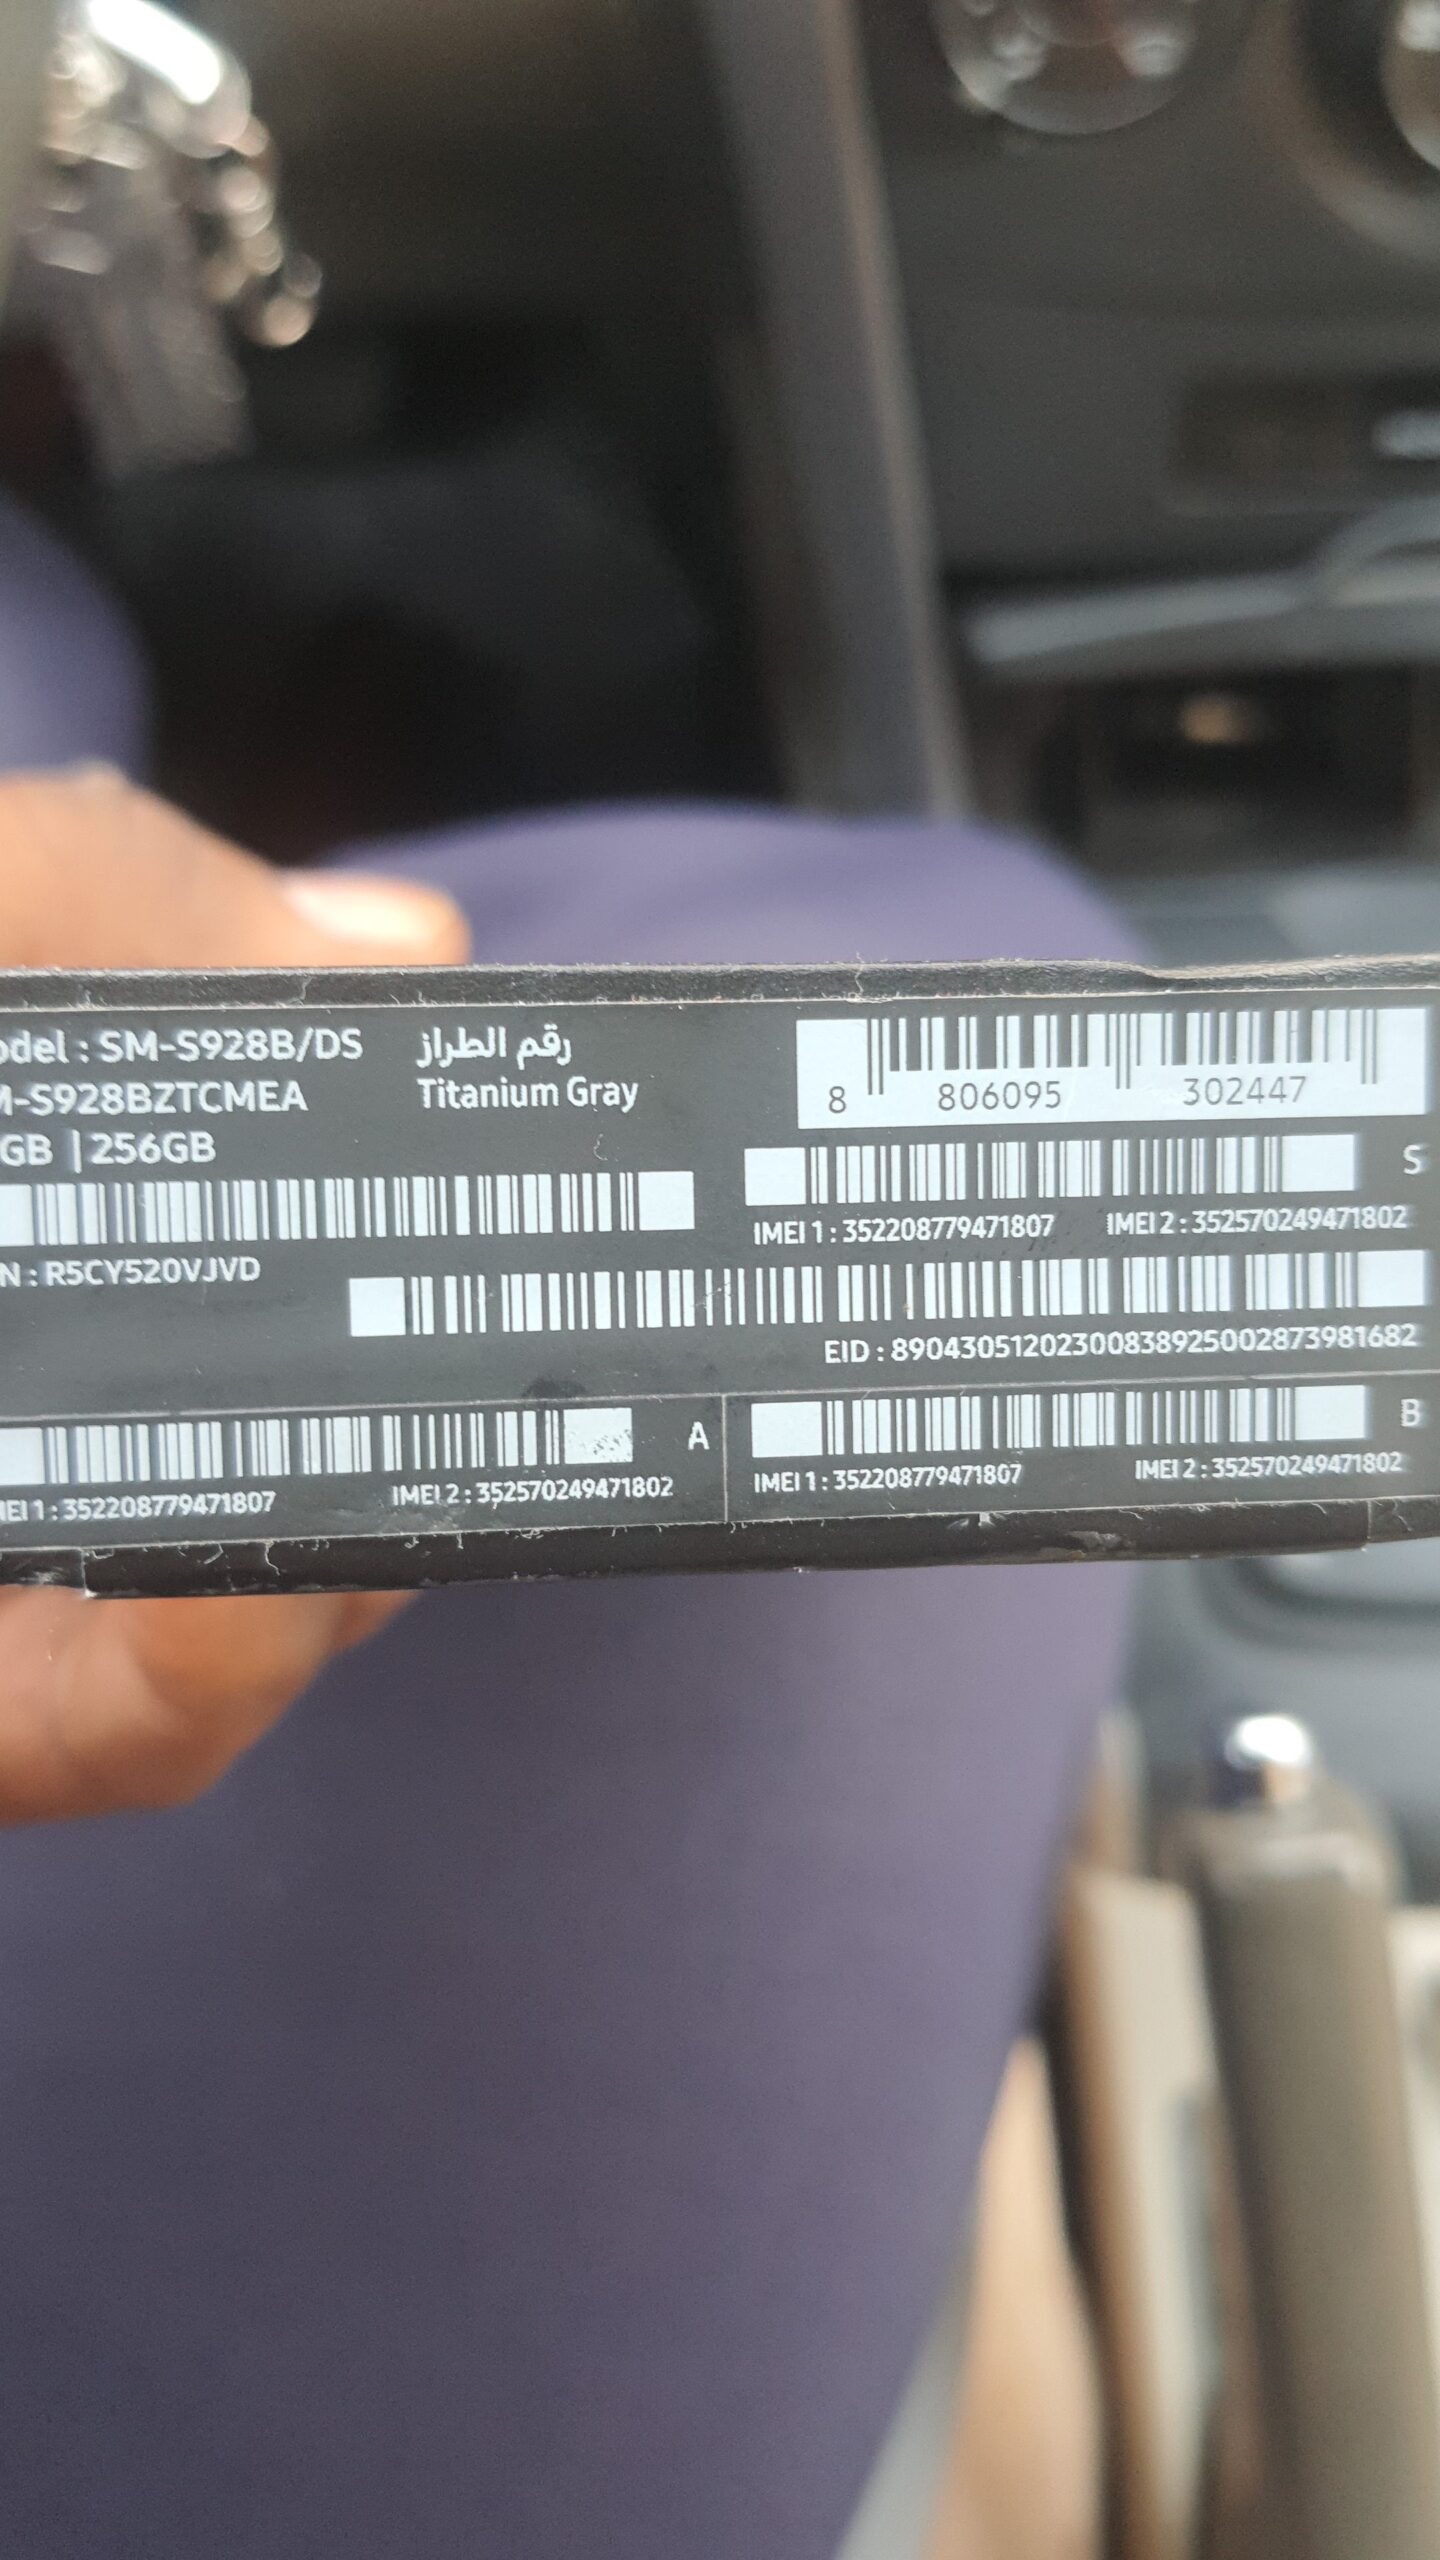 odel : SM-S928B/DS رقم الطراز
M-S928BZTCMEA Titanium Gray
GB | 256GB
8 806095 302447
S
IMEI 1 : 352208779471807 IMEI 2 : 352570249471802
N : R5CY520VJVD
EID : 89043051202300838925002873981682
A
IMEI 1 : 352208779471807 IMEI 2 : 352570249471802
B
IMEI 1 : 352208779471807 IMEI 2 : 352570249471802